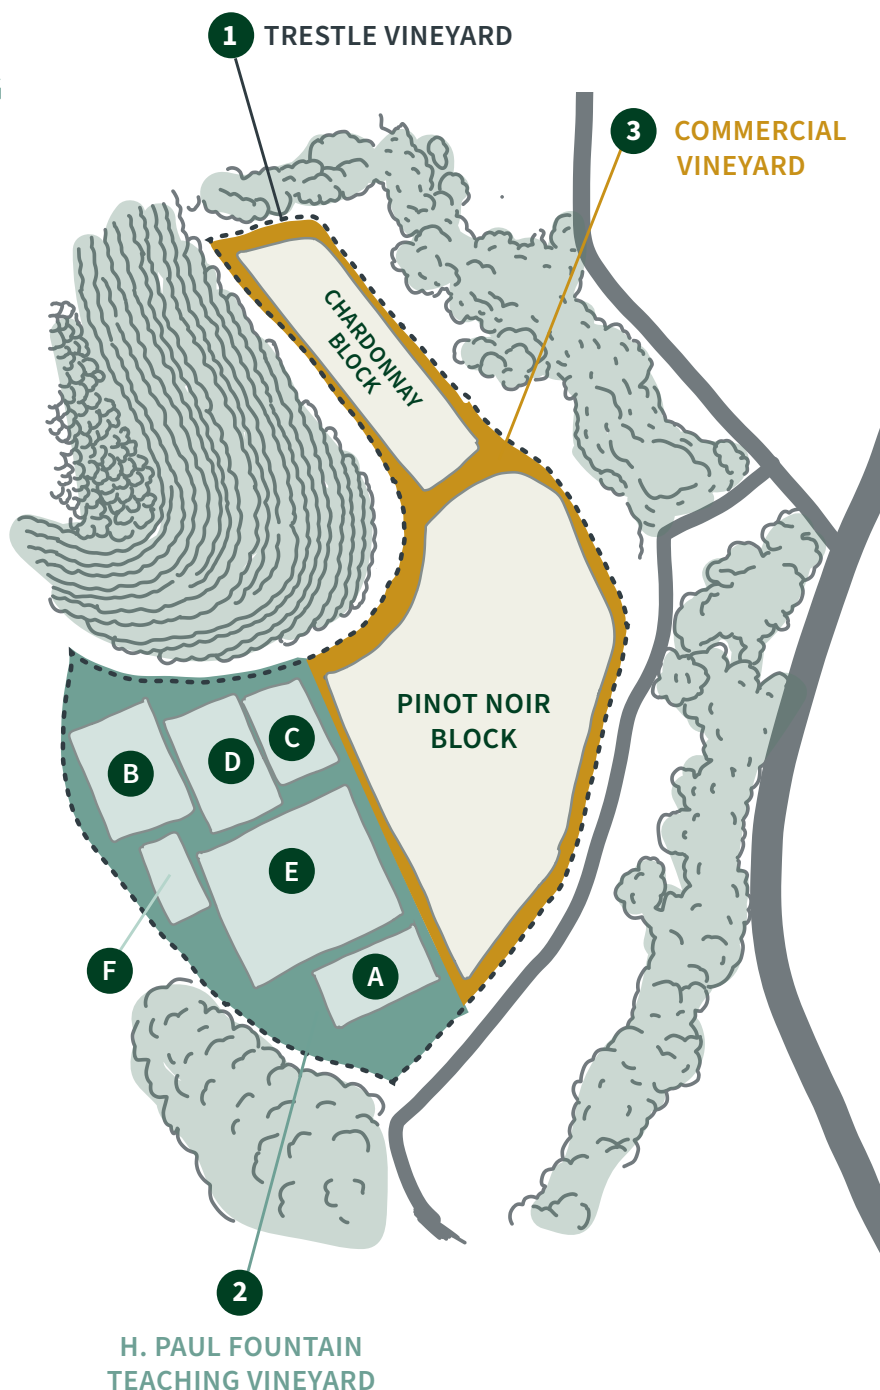 1 TRESTLE VINEYARD
3 COMMERCIAL
VINEYARD
CHARDONNAY
BLOCK
PINOT NOIR
BLOCK
C
D
B
E
F
A
2
H. PAUL FOUNTAIN
TEACHING VINEYARD